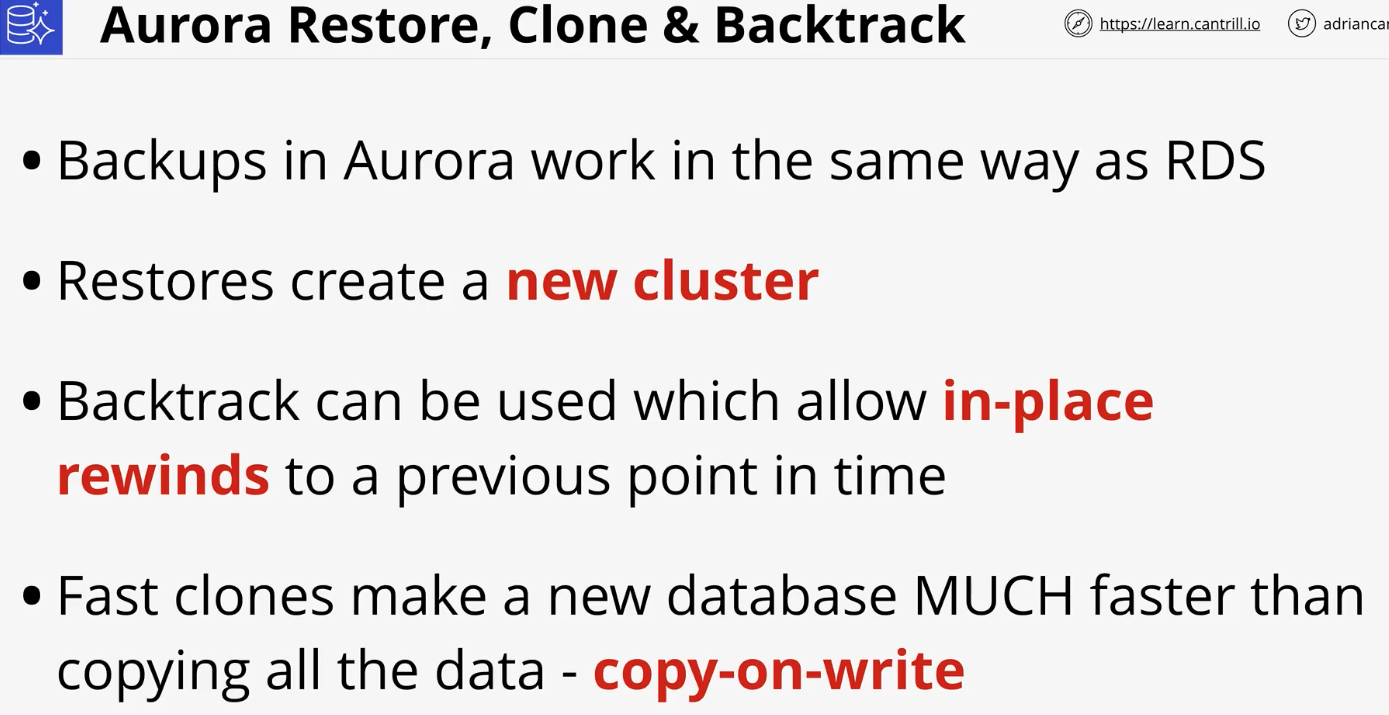 Aurora Restore, Clone & Backtrack
https://learn.cantrill.io
adriancan
• Backups in Aurora work in the same way as RDS
• Restores create a new cluster
• Backtrack can be used which allow in-place
rewinds to a previous point in time
• Fast clones make a new database MUCH faster than
copying all the data - copy-on-write